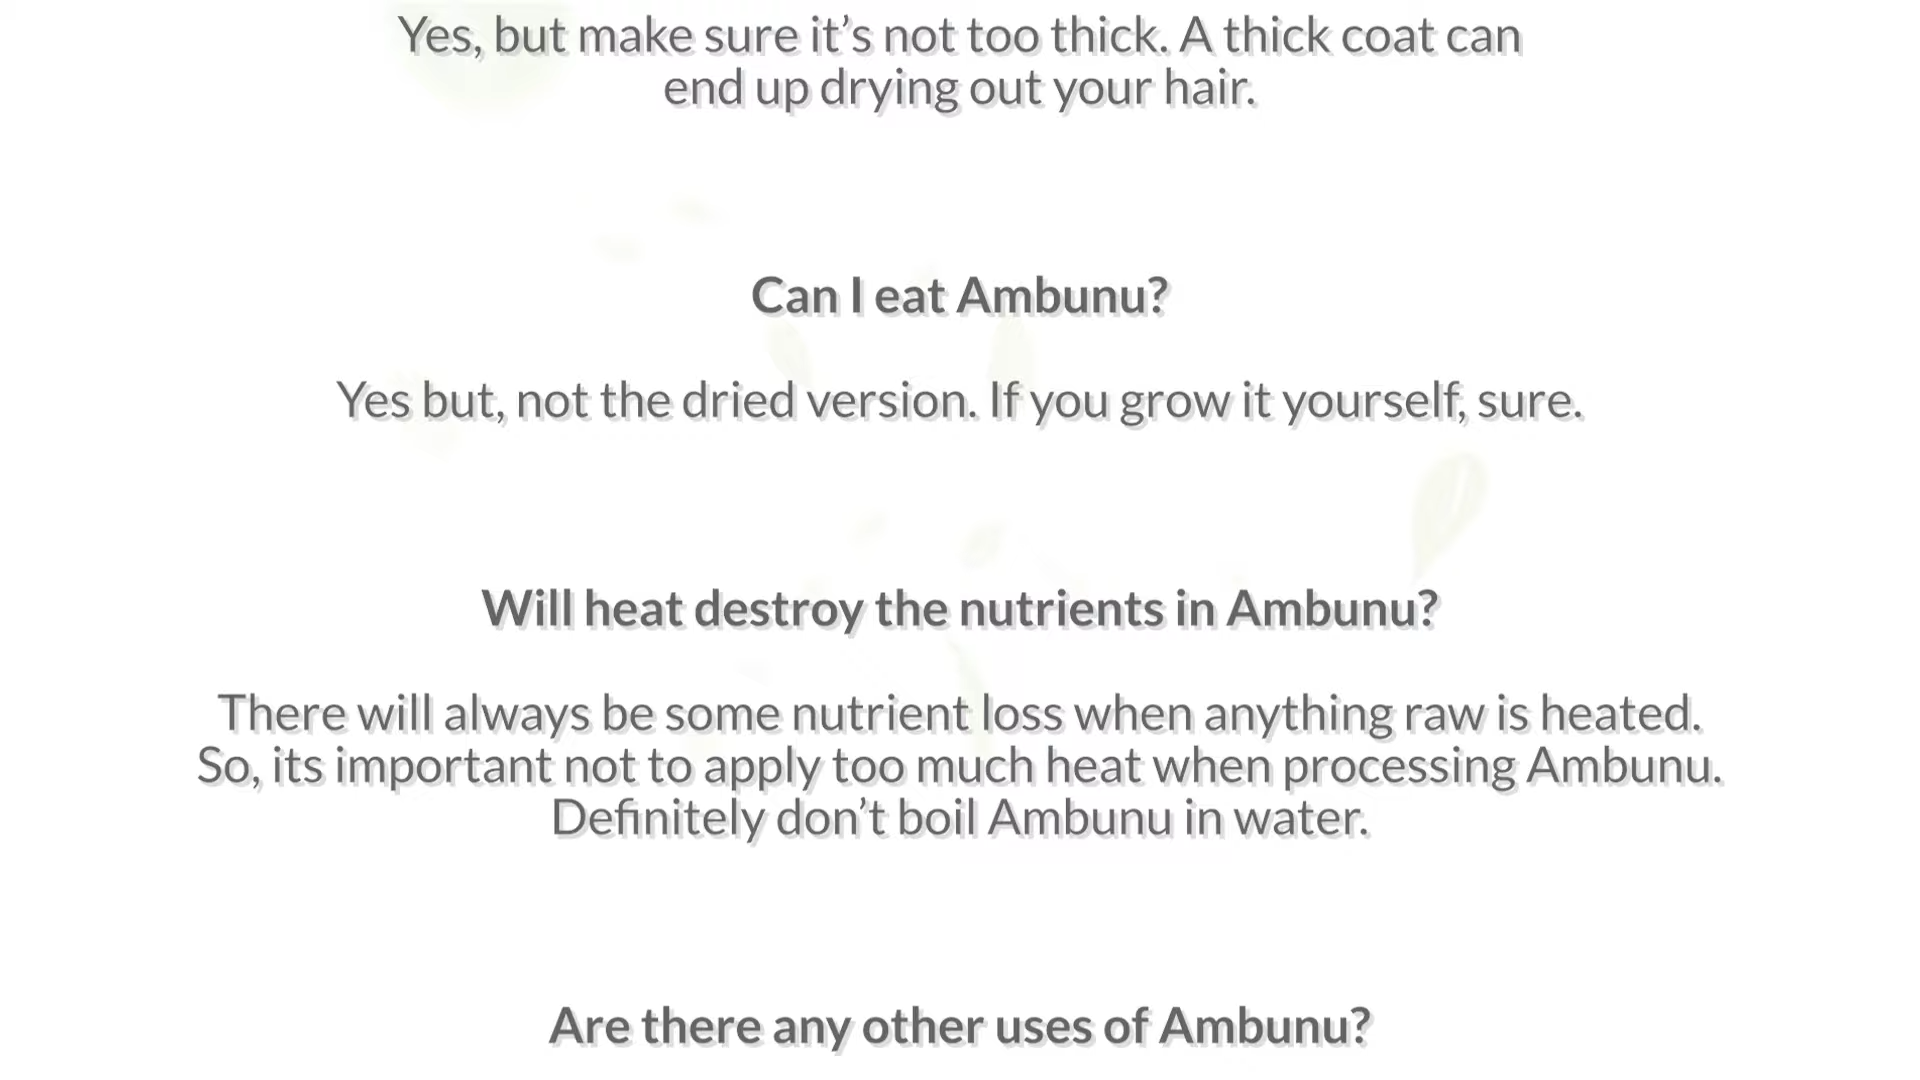 Yes, but make sure it’s not too thick. A thick coat can
end up drying out your hair.
Can I eat Ambunu?
Yes but, not the dried version. If you grow it yourself, sure.
Will heat destroy the nutrients in Ambunu?
There will always be some nutrient loss when anything raw is heated.
So, its important not to apply too much heat when processing Ambunu.
Definitely don’t boil Ambunu in water.
Are there any other uses of Ambunu?